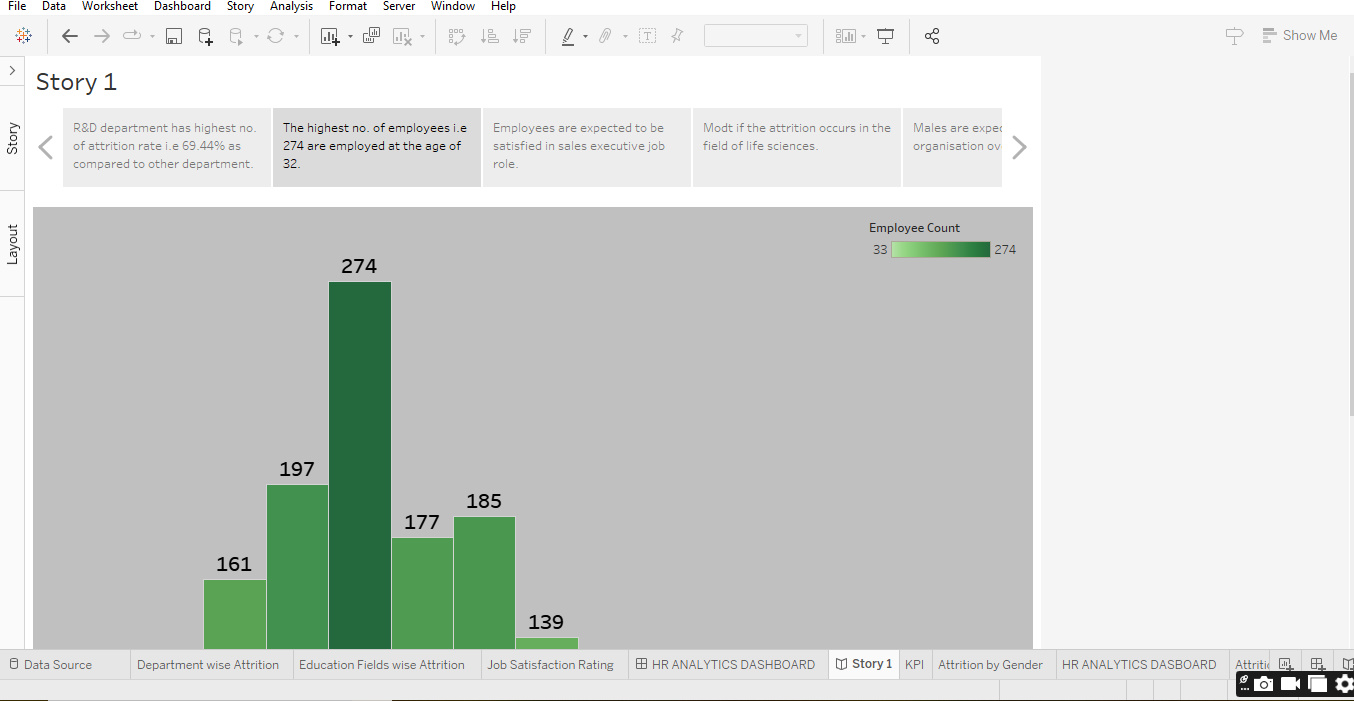 File Data Worksheet Dashboard Story Analysis Format Server Window Help
Show Me
Story 1
Story
Layout
R&D department has highest no.
of attrition rate i.e 69.44% as
compared to other department.
The highest no. of employees i.e
274 are employed at the age of
32.
Employees are expected to be
satisfied in sales executive job
role.
Modt if the attrition occurs in the
field of life sciences.
Males are expec
organisation ov
Employee Count
33 274
274
197
177
185
161
139
Data Source Department wise Attrition Education Fields wise Attrition Job Satisfaction Rating HR ANALYTICS DASHBOARD Story 1 KPI Attrition by Gender HR ANALYTICS DASBOARD Attritic